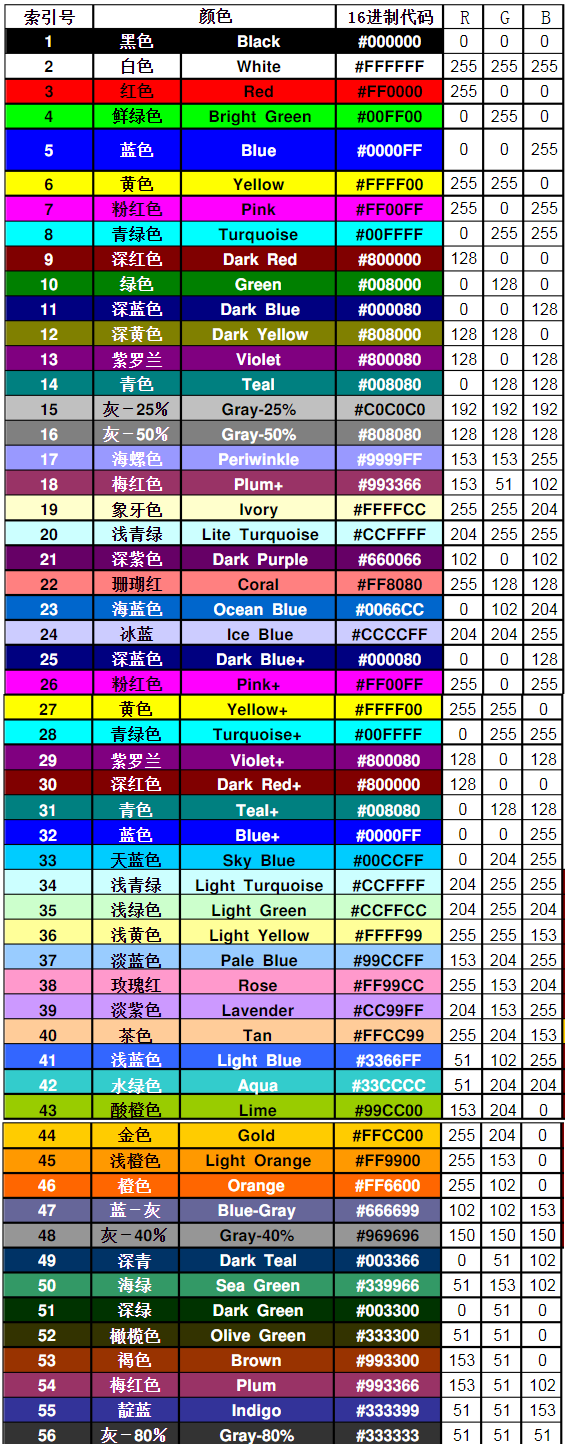 索引号 颜色 16进制代码 R G B
1 黑色 Black #000000 0 0 0
2 白色 White #FFFFFF 255 255 255
3 红色 Red #FF0000 255 0 0
4 鲜绿色 Bright Green #00FF00 0 255 0
5 蓝色 Blue #0000FF 0 0 255
6 黄色 Yellow #FFFF00 255 255 0
7 粉红色 Pink #FF00FF 255 0 255
8 青绿色 Turquoise #00FFFF 0 255 255
9 深红色 Dark Red #800000 128 0 0
10 绿色 Green #008000 0 128 0
11 深蓝色 Dark Blue #000080 0 0 128
12 深黄色 Dark Yellow #808000 128 128 0
13 紫罗兰 Violet #800080 128 0 128
14 青色 Teal #008080 0 128 128
15 灰－25% Gray-25% #C0C0C0 192 192 192
16 灰－50% Gray-50% #808080 128 128 128
17 海螺色 Periwinkle #9999FF 153 153 255
18 梅红色 Plum+ #993366 153 51 102
19 象牙色 Ivory #FFFFCC 255 255 204
20 浅青绿 Lite Turquoise #CCFFFF 204 255 255
21 深紫色 Dark Purple #660066 102 0 102
22 珊瑚红 Coral #FF8080 255 128 128
23 海蓝色 Ocean Blue #0066CC 0 102 204
24 冰蓝 Ice Blue #CCCCFF 204 204 255
25 深蓝色 Dark Blue+ #000080 0 0 128
26 粉红色 Pink+ #FF00FF 255 0 255
27 黄色 Yellow+ #FFFF00 255 255 0
28 青绿色 Turquoise+ #00FFFF 0 255 255
29 紫罗兰 Violet+ #800080 128 0 128
30 深红色 Dark Red+ #800000 128 0 0
31 青色 Teal+ #008080 0 128 128
32 蓝色 Blue+ #0000FF 0 0 255
33 天蓝色 Sky Blue #00CCFF 0 204 255
34 浅青绿 Light Turquoise #CCFFFF 204 255 255
35 浅绿色 Light Green #CCFFCC 204 255 204
36 浅黄色 Light Yellow #FFFF99 255 255 153
37 淡蓝色 Pale Blue #99CCFF 153 204 255
38 玫瑰红 Rose #FF99CC 255 153 204
39 淡紫色 Lavender #CC99FF 204 153 255
40 茶色 Tan #FFCC99 255 204 153
41 浅蓝色 Light Blue #3366FF 51 102 255
42 水绿色 Aqua #33CCCC 51 204 204
43 酸橙色 Lime #99CC00 153 204 0
44 金色 Gold #FFCC00 255 204 0
45 浅橙色 Light Orange #FF9900 255 153 0
46 橙色 Orange #FF6600 255 102 0
47 蓝－灰 Blue-Gray #666699 102 102 153
48 灰－40% Gray-40% #969696 150 150 150
49 深青 Dark Teal #003366 0 51 102
50 海绿 Sea Green #339966 51 153 102
51 深绿 Dark Green #003300 0 51 0
52 橄榄色 Olive Green #333300 51 51 0
53 褐色 Brown #993300 153 51 0
54 梅红色 Plum #993366 153 51 102
55 靛蓝 Indigo #333399 51 51 153
56 灰－80% Gray-80% #333333 51 51 51